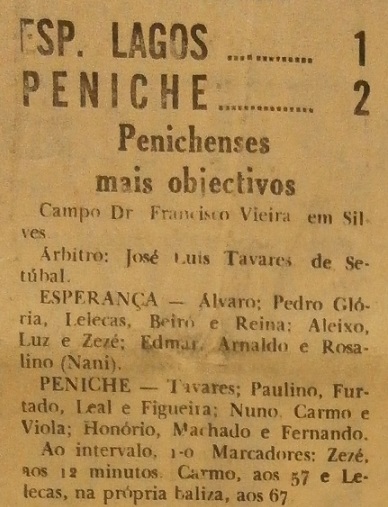 ESP. LAGOS ........... 1
PENICHE ............. 2
Penichenses
mais objectivos
Campo Dr Francisco Vieira em Sil-
ves
Árbitro: José Luis Tavares de Se-
túbal.
ESPERANÇA — Álvaro; Pedro Gló-
ria, Lelecas, Beiro e Reina; Aleixo,
Luz e Zezé; Edmar, Arnaldo e Rosa-
lino (Nani).
PENICHE — Tavares; Paulino, Fur-
tado, Leal e Figueira; Nuno, Carmo e
Viola; Honório, Machado e Fernando.
Ao intervalo, 1-0 Marcadores: Zezé,
aos 12 minutos. Carmo, aos 57 e Le-
lecas, na própria baliza, aos 67